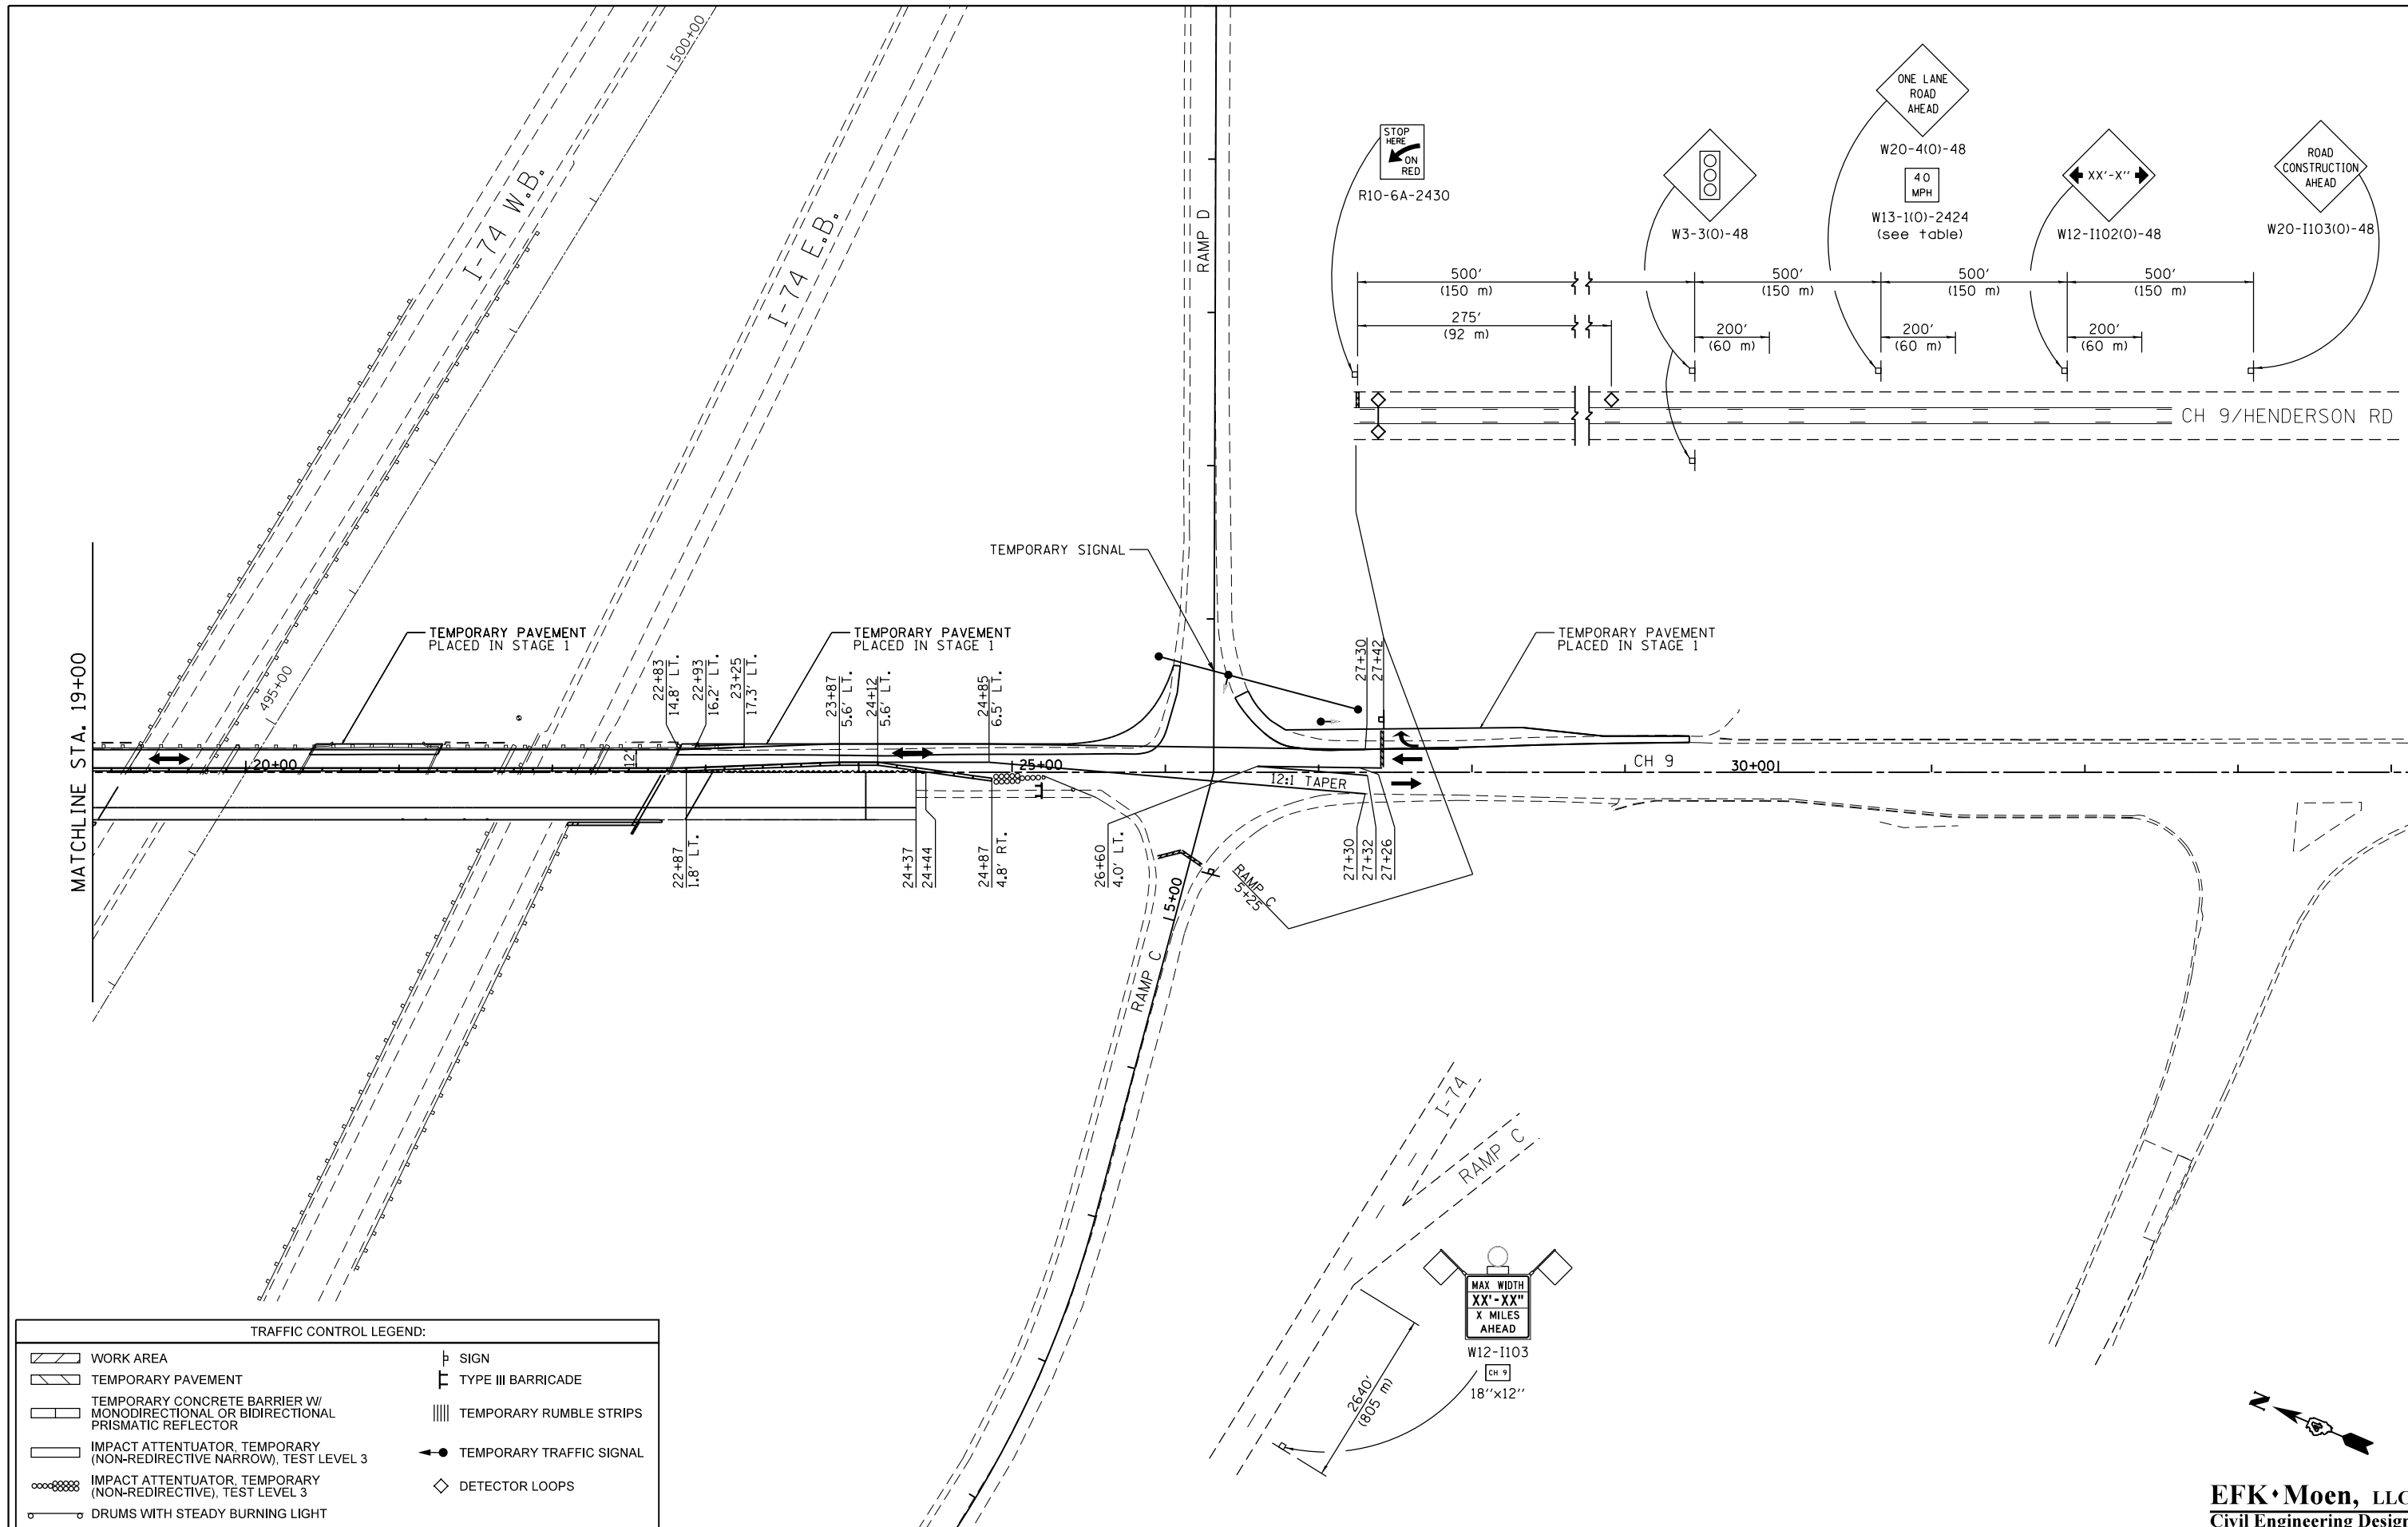 500+00
I-74 W.B.
I-74 E.B.
RAMP D
STOP
HERE
ON
RED
R10-6A-2430
W3-3(O)-48
ONE LANE
ROAD
AHEAD
W20-4(O)-48
40
MPH
W13-1(O)-2424
(see table)
XX'-X"
W12-I102(O)-48
ROAD
CONSTRUCTION
AHEAD
W20-I103(O)-48
500'
(150 m)
500'
(150 m)
500'
(150 m)
500'
(150 m)
275'
(92 m)
200'
(60 m)
200'
(60 m)
200'
(60 m)
CH 9/HENDERSON RD
TEMPORARY SIGNAL
MATCHLINE STA. 19+00
495+00
TEMPORARY PAVEMENT
PLACED IN STAGE 1
TEMPORARY PAVEMENT
PLACED IN STAGE 1
TEMPORARY PAVEMENT
PLACED IN STAGE 1
22+83
14.8' LT.
22+93
16.2' LT.
23+25
17.3' LT.
23+87
5.6' LT.
24+12
5.6' LT.
24+85
6.5' LT.
27+30
27+42
20+00
12'
25+00
12:1 TAPER
CH 9
30+00
22+87
1.8' LT.
24+37
24+44
24+87
4.8' RT.
26+60
4.0' LT.
27+30
27+32
27+26
RAMP C
5+25
5+00
RAMP C
I-74
RAMP C
MAX WIDTH
XX'-XX"
X MILES
AHEAD
W12-I103
CH 9
18"x12"
2640'
(805 m)
TRAFFIC CONTROL LEGEND:
WORK AREA
TEMPORARY PAVEMENT
TEMPORARY CONCRETE BARRIER W/
MONODIRECTIONAL OR BIDIRECTIONAL
PRISMATIC REFLECTOR
IMPACT ATTENTUATOR, TEMPORARY
(NON-REDIRECTIVE NARROW), TEST LEVEL 3
IMPACT ATTENTUATOR, TEMPORARY
(NON-REDIRECTIVE), TEST LEVEL 3
DRUMS WITH STEADY BURNING LIGHT
SIGN
TYPE III BARRICADE
TEMPORARY RUMBLE STRIPS
TEMPORARY TRAFFIC SIGNAL
DETECTOR LOOPS
N
EFK•Moen, LLC
Civil Engineering Design